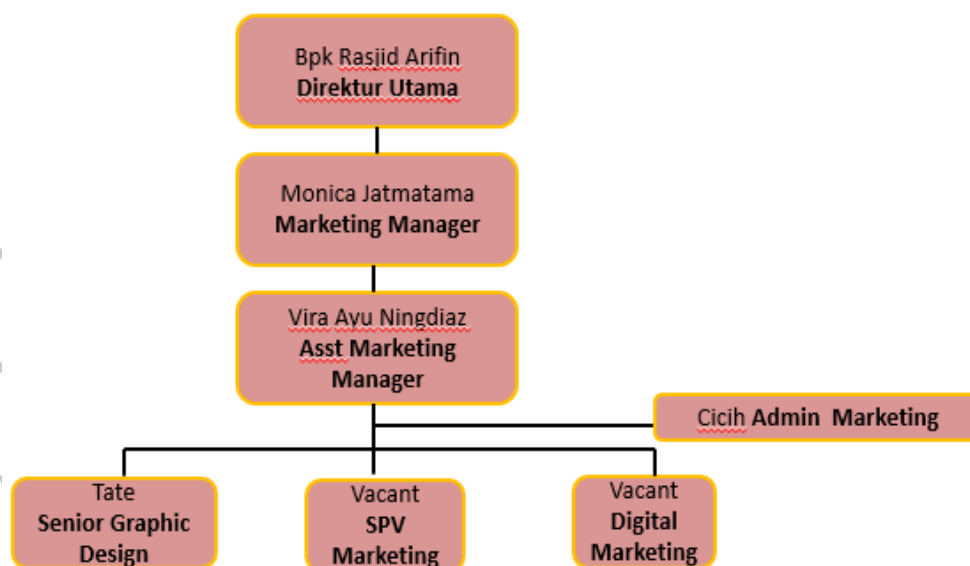 Bpk Rasjid Arifin
Direktur Utama
Monica Jatmatama
Marketing Manager
Vira Ayu Ningdiaz
Asst Marketing
Manager
Cicih Admin Marketing
Tate
Senior Graphic
Design
Vacant
SPV
Marketing
Vacant
Digital
Marketing